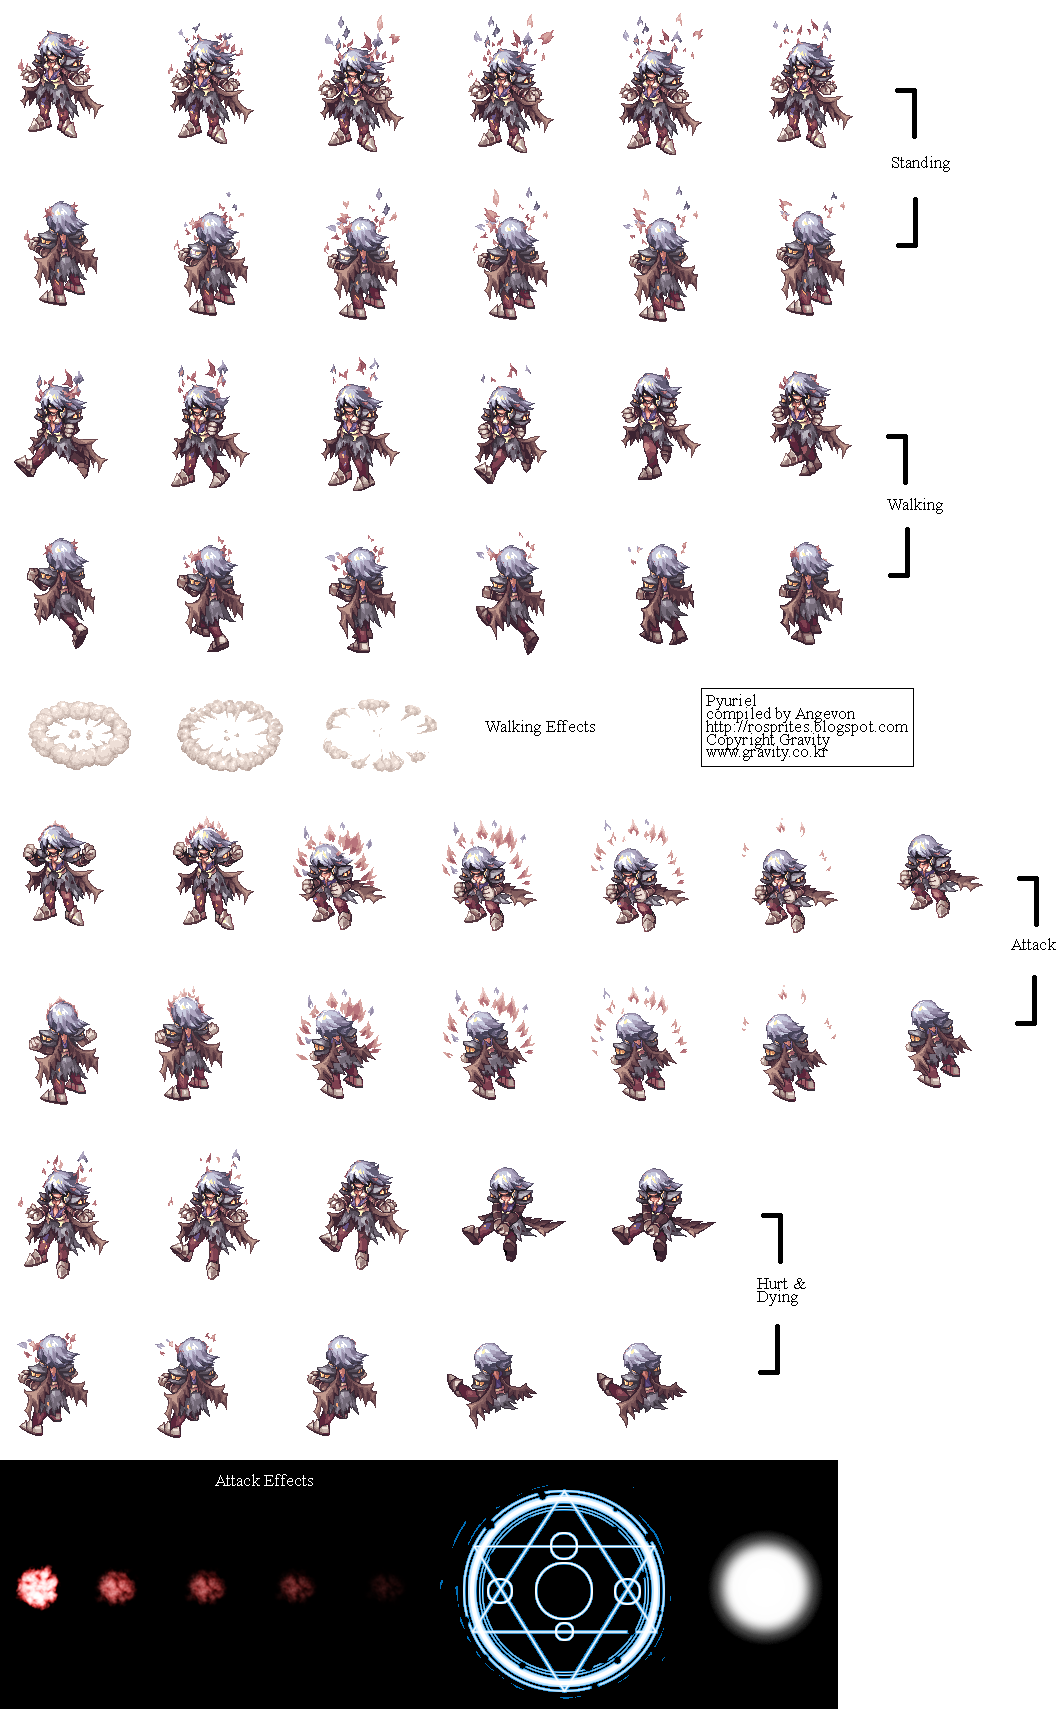 Standing
Walking
Walking Effects
Pyuriel
compiled by Angevon
http://rosprites.blogspot.com
Copyright Gravity
www.gravity.co.kr
Attack
Hurt &
Dying
Attack Effects